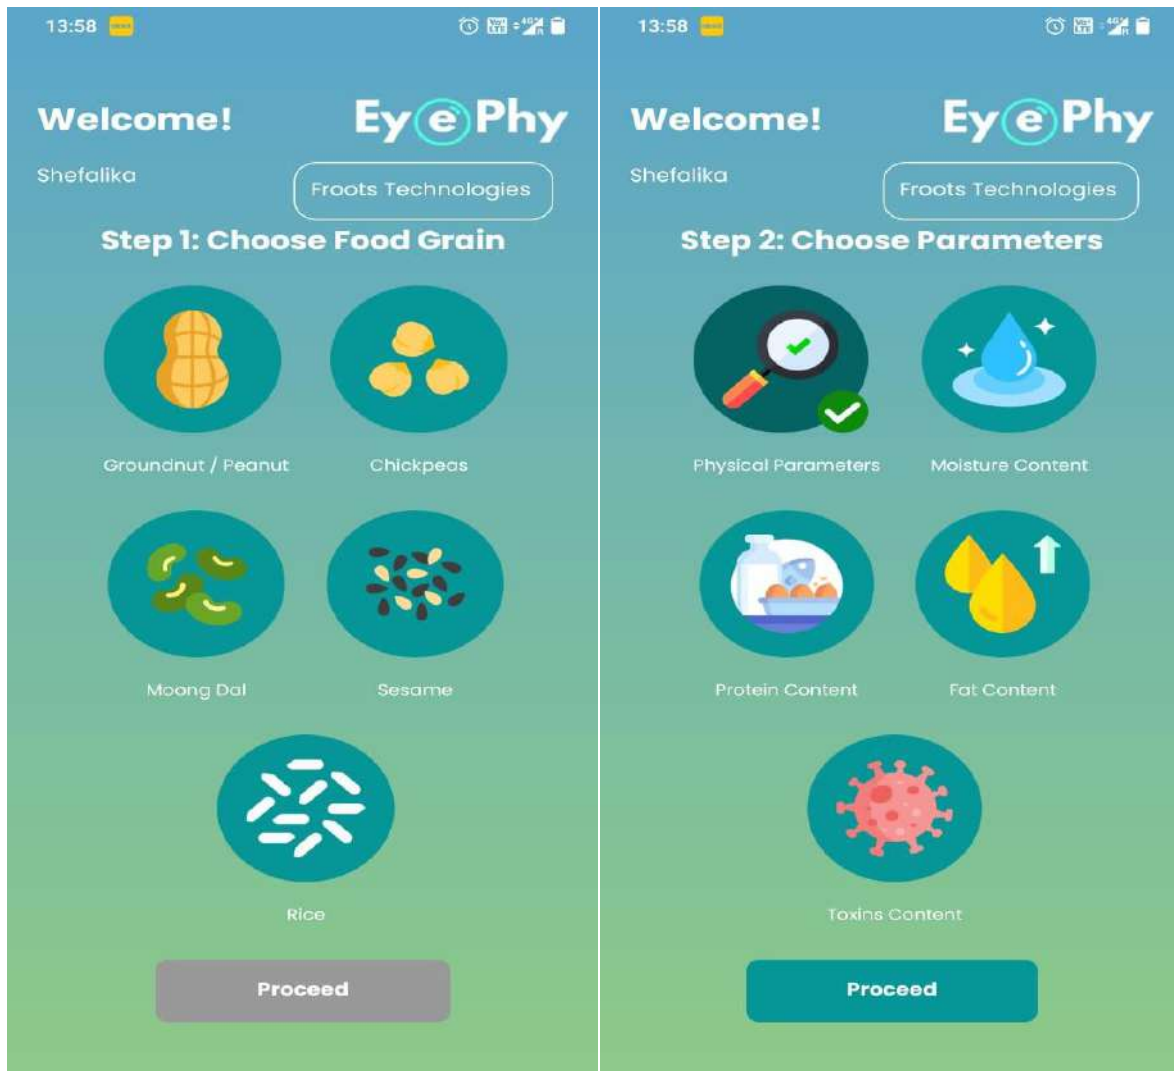 13:58
Welcome!
EyePhy
Shefalika
Froots Technologies
Step 1: Choose Food Grain
Groundnut / Peanut
Chickpeas
Moong Dal
Sesame
Rice
Proceed
13:58
Welcome!
EyePhy
Shefalika
Froots Technologies
Step 2: Choose Parameters
Physical Parameters
Moisture Content
Protein Content
Fat Content
Toxins Content
Proceed